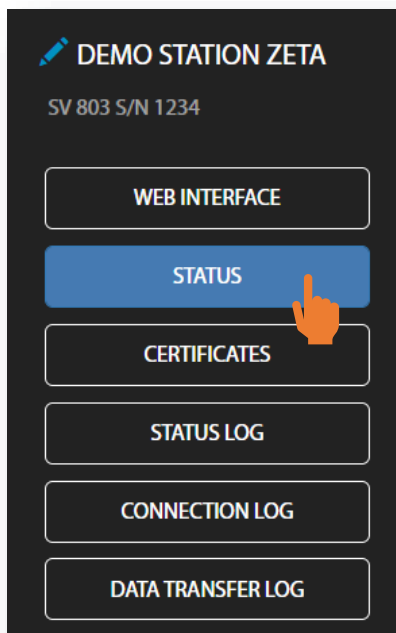 DEMO STATION ZETA
SV 803 S/N 1234
WEB INTERFACE
STATUS
CERTIFICATES
STATUS LOG
CONNECTION LOG
DATA TRANSFER LOG